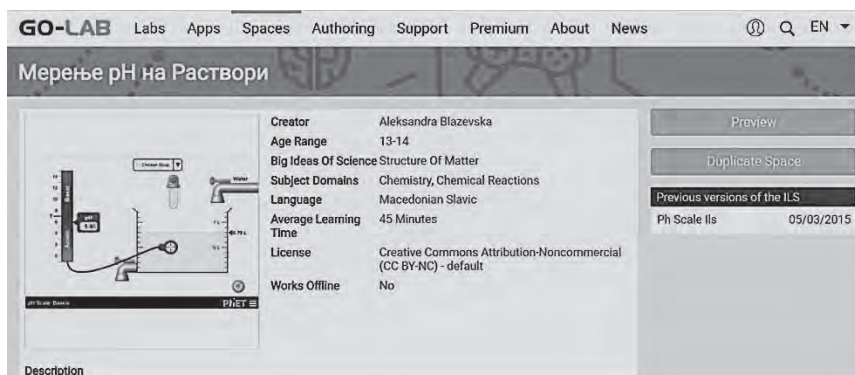 GO-LAB Labs Apps Spaces Authoring Support Premium About News EN
Мерење pH на Раствори
Creator Aleksandra Blazevska
Age Range 13-14
Big Ideas Of Science Structure Of Matter
Subject Domains Chemistry, Chemical Reactions
Language Macedonian Slavic
Average Learning Time 45 Minutes
License Creative Commons Attribution-Noncommercial
(CC BY-NC) - default
Works Offline No
Preview
Duplicate Space
Previous versions of the ILS
Ph Scale Ils 05/03/2015
Water
Basic
Acidic
pH
pH Scale Basics
PhET
Description